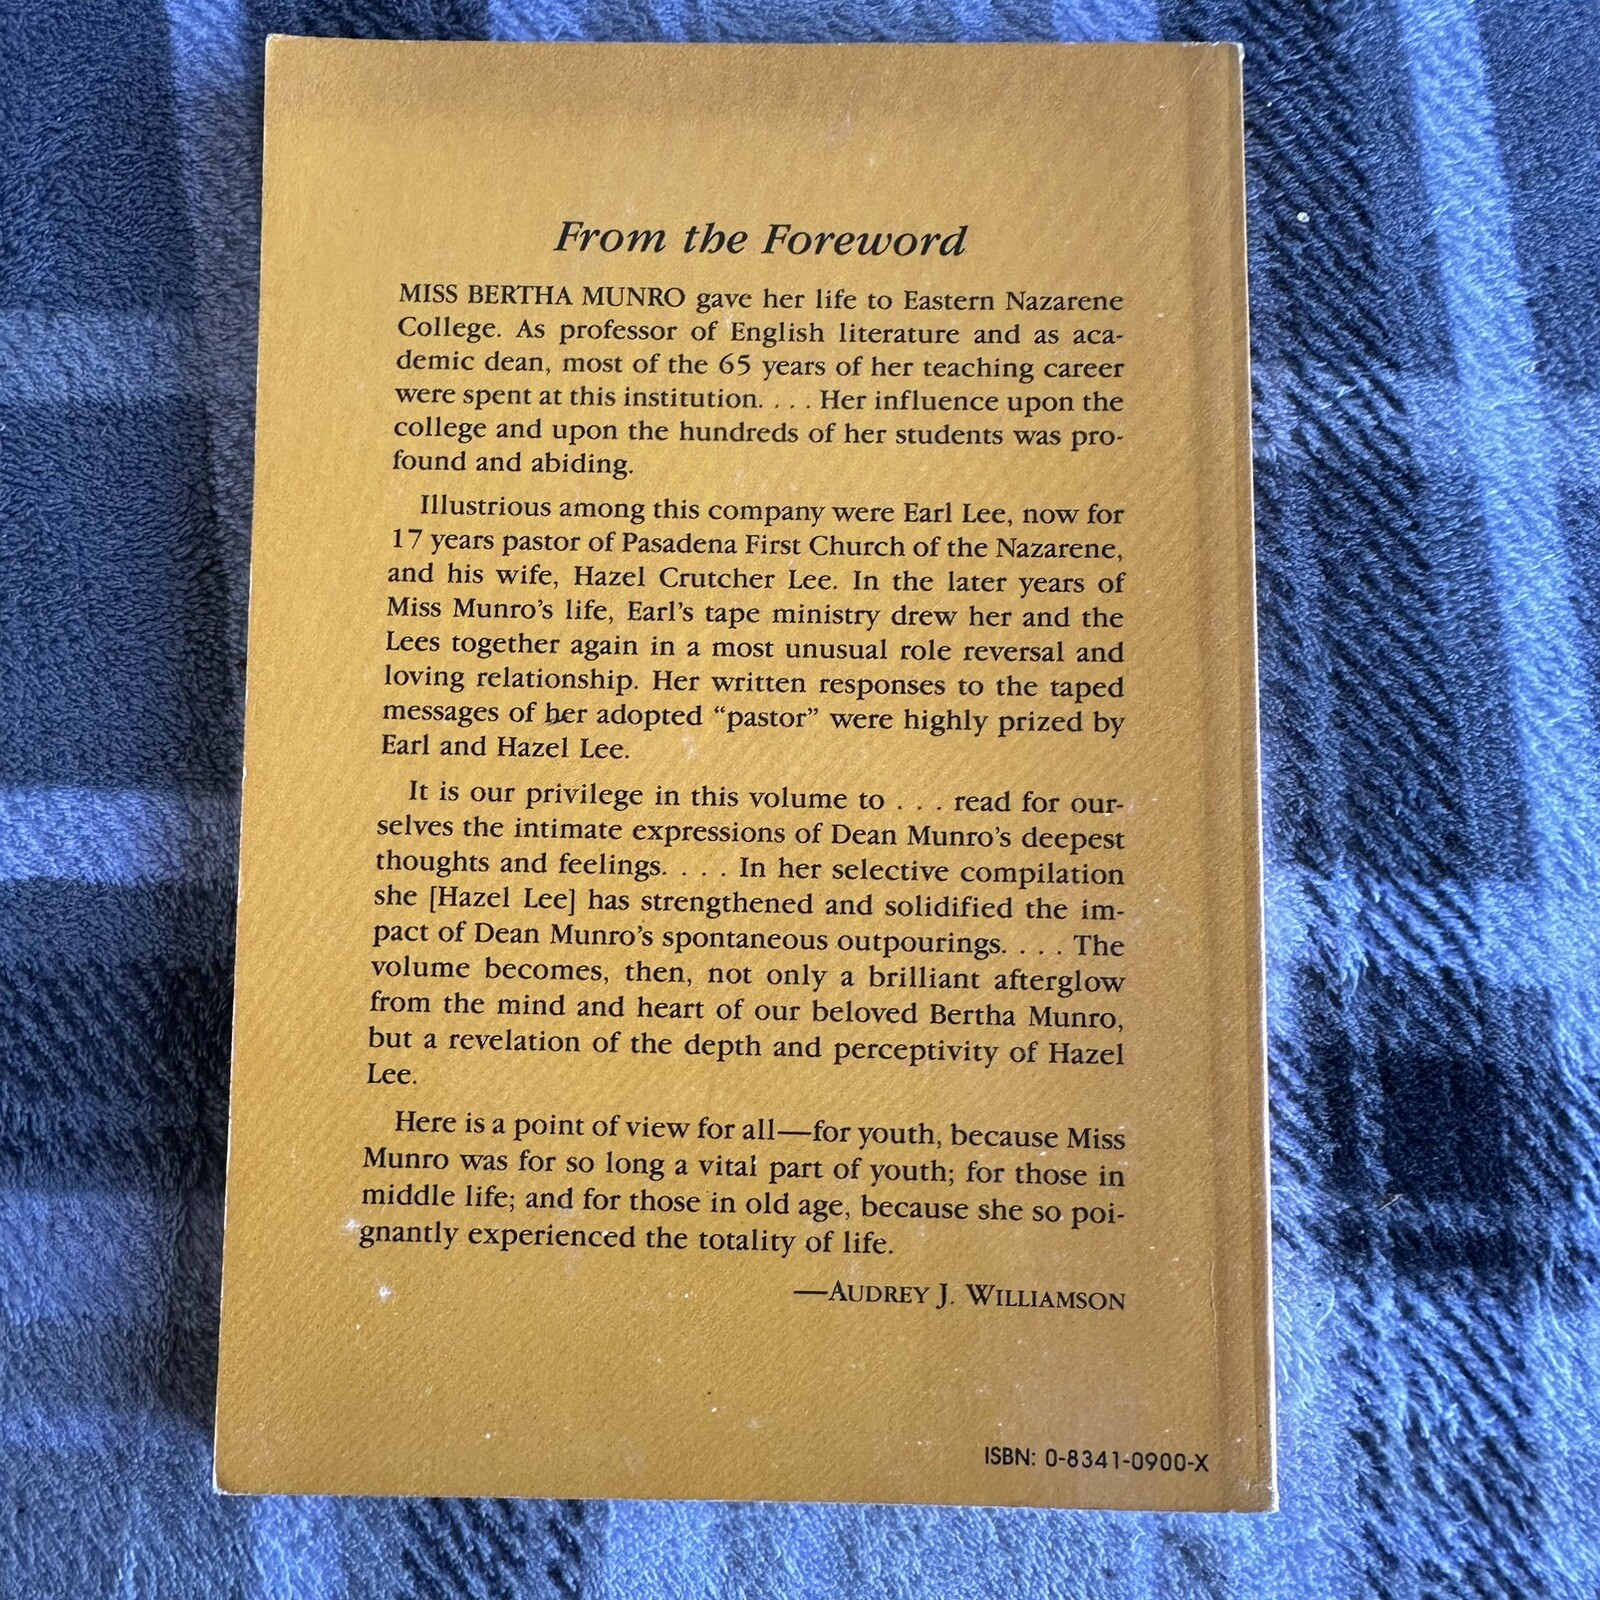 From the Foreword
MISS BERTHA MUNRO gave her life to Eastern Nazarene
College. As professor of English literature and as aca-
demic dean, most of the 65 years of her teaching career
were spent at this institution. . . . Her influence upon the
college and upon the hundreds of her students was pro-
found and abiding.
Illustrious among this company were Earl Lee, now for
17 years pastor of Pasadena First Church of the Nazarene,
and his wife, Hazel Crutcher Lee. In the later years of
Miss Munro's life, Earl's tape ministry drew her and the
Lees together again in a most unusual role reversal and
loving relationship. Her written responses to the taped
messages of her adopted “pastor” were highly prized by
Earl and Hazel Lee.
It is our privilege in this volume to . . . read for our-
selves the intimate expressions of Dean Munro's deepest
thoughts and feelings. . . . In her selective compilation
she [Hazel Lee] has strengthened and solidified the im-
pact of Dean Munro's spontaneous outpourings. . . . The
volume becomes, then, not only a brilliant afterglow
from the mind and heart of our beloved Bertha Munro,
but a revelation of the depth and perceptivity of Hazel
Lee.
Here is a point of view for all—for youth, because Miss
Munro was for so long a vital part of youth; for those in
middle life; and for those in old age, because she so poi-
gnantly experienced the totality of life.
—AUDREY J. WILLIAMSON
ISBN: 0-8341-0900-X